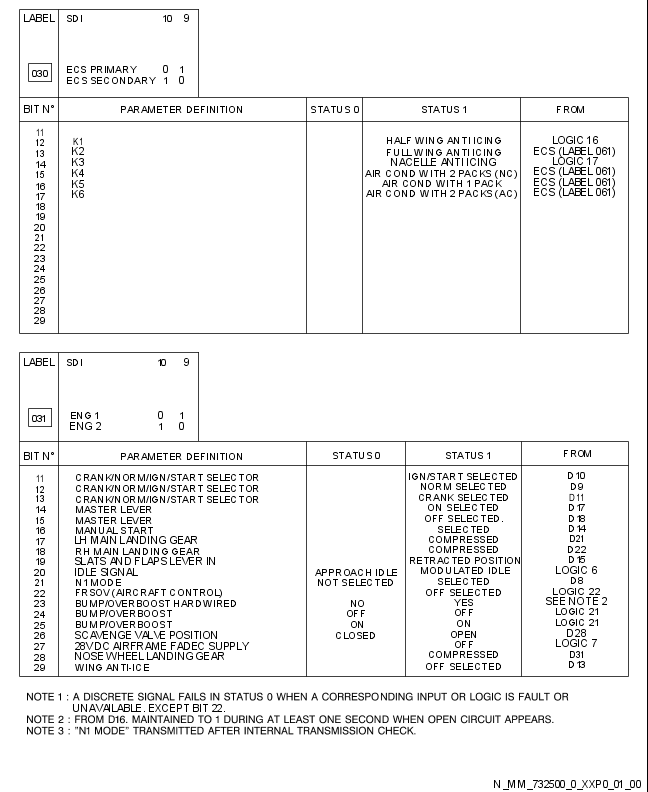 LABEL SDI 10 9
030 ECS PRIMARY 0 1
ECS SECONDARY 1 0
BIT N° PARAMETER DEFINITION STATUS 0 STATUS 1 FROM
11
12 K1 HALF WING ANTI ICING LOGIC 16
13 K2 FULL WING ANTI ICING ECS (LABEL 061)
14 K3 NACELLE ANTI ICING LOGIC 17
15 K4 AIR COND WITH 2 PACKS (NC) ECS (LABEL 061)
16 K5 AIR COND WITH 1 PACK ECS (LABEL 061)
17 K6 AIR COND WITH 2 PACKS (AC) ECS (LABEL 061)
18
19
20
21
22
23
24
25
26
27
28
29
LABEL SDI 10 9
031 ENG 1 0 1
ENG 2 1 0
BIT N° PARAMETER DEFINITION STATUS 0 STATUS 1 FROM
11 CRANK/NORM/IGN/START SELECTOR IGN/START SELECTED D10
12 CRANK/NORM/IGN/START SELECTOR NORM SELECTED D9
13 CRANK/NORM/IGN/START SELECTOR CRANK SELECTED D11
14 MASTER LEVER ON SELECTED D17
15 MASTER LEVER OFF SELECTED. D18
16 MANUAL START SELECTED D14
17 LH MAIN LANDING GEAR COMPRESSED D21
18 RH MAIN LANDING GEAR COMPRESSED D22
19 SLATS AND FLAPS LEVER IN RETRACTED POSITION D15
20 IDLE SIGNAL APPROACH IDLE MODULATED IDLE LOGIC 6
21 N1 MODE NOT SELECTED SELECTED D8
22 FRSOV (AIRCRAFT CONTROL) OFF SELECTED LOGIC 22
23 BUMP/OVERBOOST HARDWIRED NO YES SEE NOTE 2
24 BUMP/OVERBOOST OFF OFF LOGIC 21
25 BUMP/OVERBOOST ON ON LOGIC 21
26 SCAVENGE VALVE POSITION CLOSED OPEN D28
27 28VDC AIRFRAME FADEC SUPPLY OFF LOGIC 7
28 NOSE WHEEL LANDING GEAR COMPRESSED D31
29 WING ANTI-ICE OFF SELECTED D13
NOTE 1 : A DISCRETE SIGNAL FAILS IN STATUS 0 WHEN A CORRESPONDING INPUT OR LOGIC IS FAULT OR
UNAVAILABLE. EXCEPT BIT 22.
NOTE 2 : FROM D16. MAINTAINED TO 1 DURING AT LEAST ONE SECOND WHEN OPEN CIRCUIT APPEARS.
NOTE 3 : "N1 MODE" TRANSMITTED AFTER INTERNAL TRANSMISSION CHECK.
N_MM_732500_0_XXP0_01_00